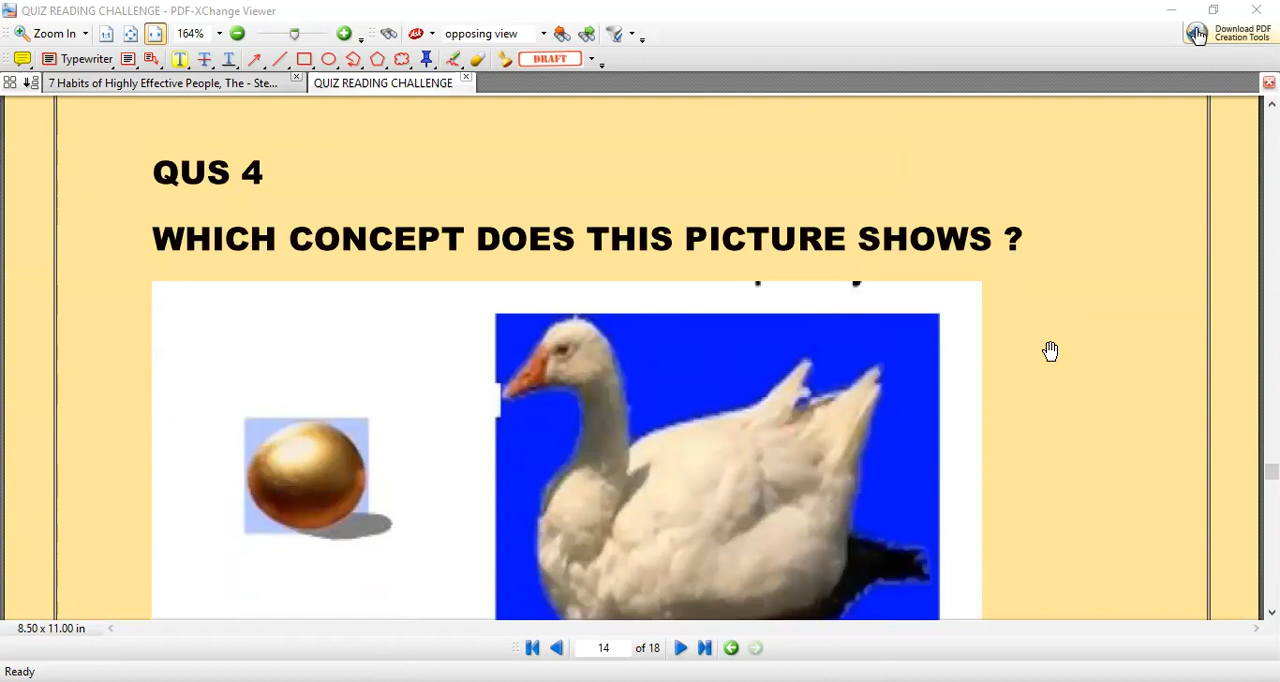 QUIZ READING CHALLENGE - PDF-XChange Viewer
Zoom In 164% opposing view Download PDF Creation Tools
Typewriter DRAFT
7 Habits of Highly Effective People, The - Ste... QUIZ READING CHALLENGE
QUS 4
WHICH CONCEPT DOES THIS PICTURE SHOWS ?
8.50 x 11.00 in
14 of 18
Ready